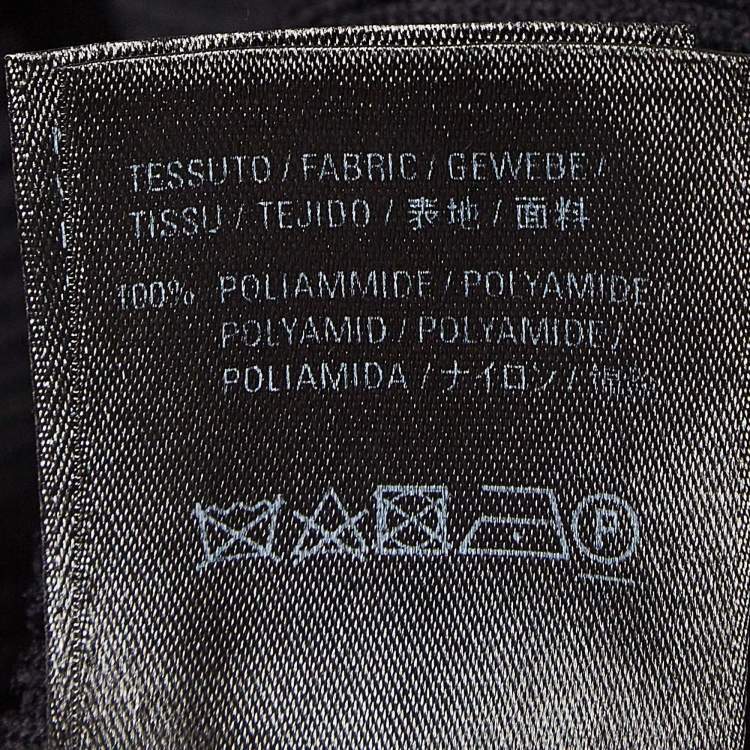 TESSUTO / FABRIC / GEWEBE /
TISSU / TEJIDO / 表地 / 面料
100% POLIAMMIDE / POLYAMIDE
POLYAMID / POLYAMIDE /
POLIAMIDA / ナイロン /
P